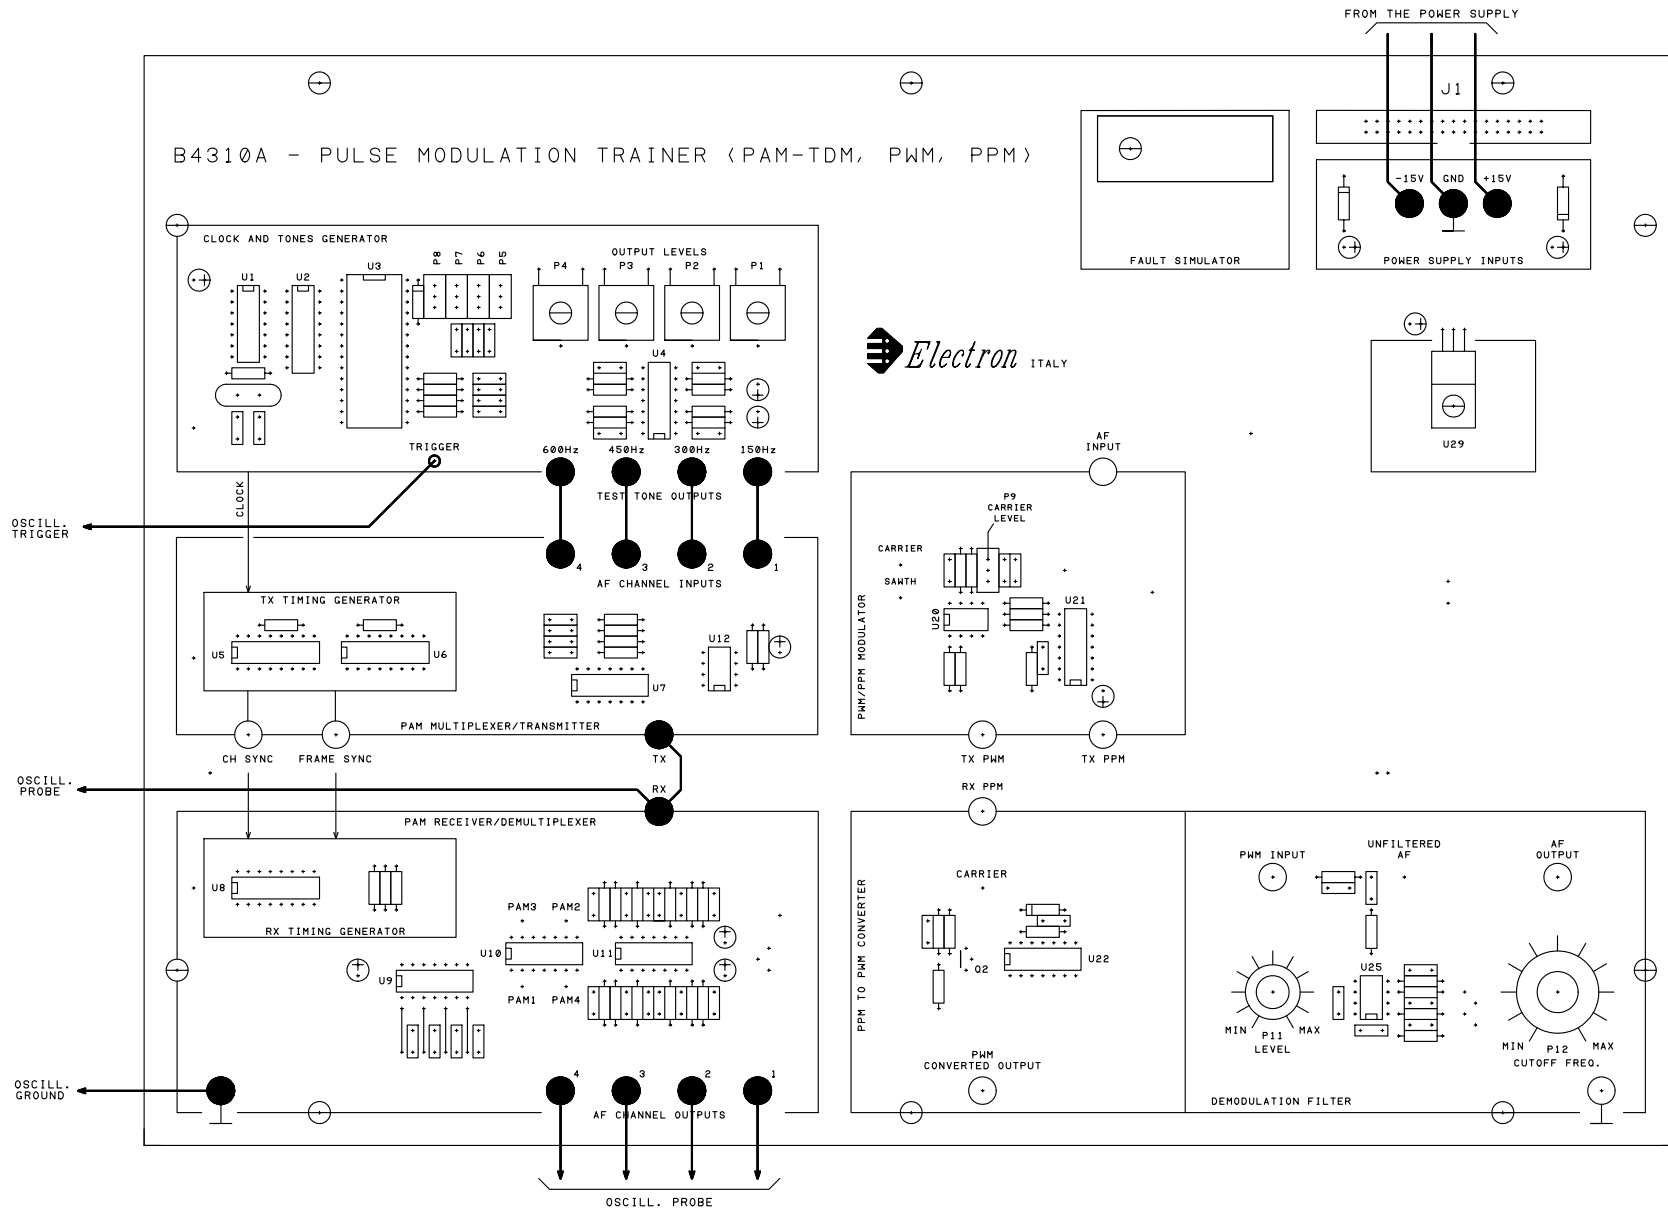 FROM THE POWER SUPPLY
J1
B4310A - PULSE MODULATION TRAINER (PAM-TDM, PWM, PPM)
-15V GND +15V
FAULT SIMULATOR
POWER SUPPLY INPUTS
CLOCK AND TONES GENERATOR
P8 P7 P6 P5
OUTPUT LEVELS
U1 U2 U3
P4 P3 P2 P1
U4
Electron ITALY
U29
TRIGGER
600Hz 450Hz 300Hz 150Hz
TEST TONE OUTPUTS
CLOCK
OSCILL.
TRIGGER
4 3 2 1
AF CHANNEL INPUTS
TX TIMING GENERATOR
U5 U6
U7
U12
PAM MULTIPLEXER/TRANSMITTER
CH SYNC FRAME SYNC
TX
AF
INPUT
P9
CARRIER
LEVEL
CARRIER
SAWTH
U20
U21
PWM/PPM MODULATOR
TX PWM TX PPM
OSCILL.
PROBE
RX
PAM RECEIVER/DEMULTIPLEXER
U8
RX TIMING GENERATOR
PAM3 PAM2
U10 U11
PAM1 PAM4
U9
OSCILL.
GROUND
4 3 2 1
AF CHANNEL OUTPUTS
OSCILL. PROBE
RX PPM
PPM TO PWM CONVERTER
CARRIER
Q2
U22
PWM
CONVERTED OUTPUT
PWM INPUT
UNFILTERED
AF
AF
OUTPUT
U25
MIN MAX
P11
LEVEL
MIN MAX
P12
CUTOFF FREQ.
DEMODULATION FILTER